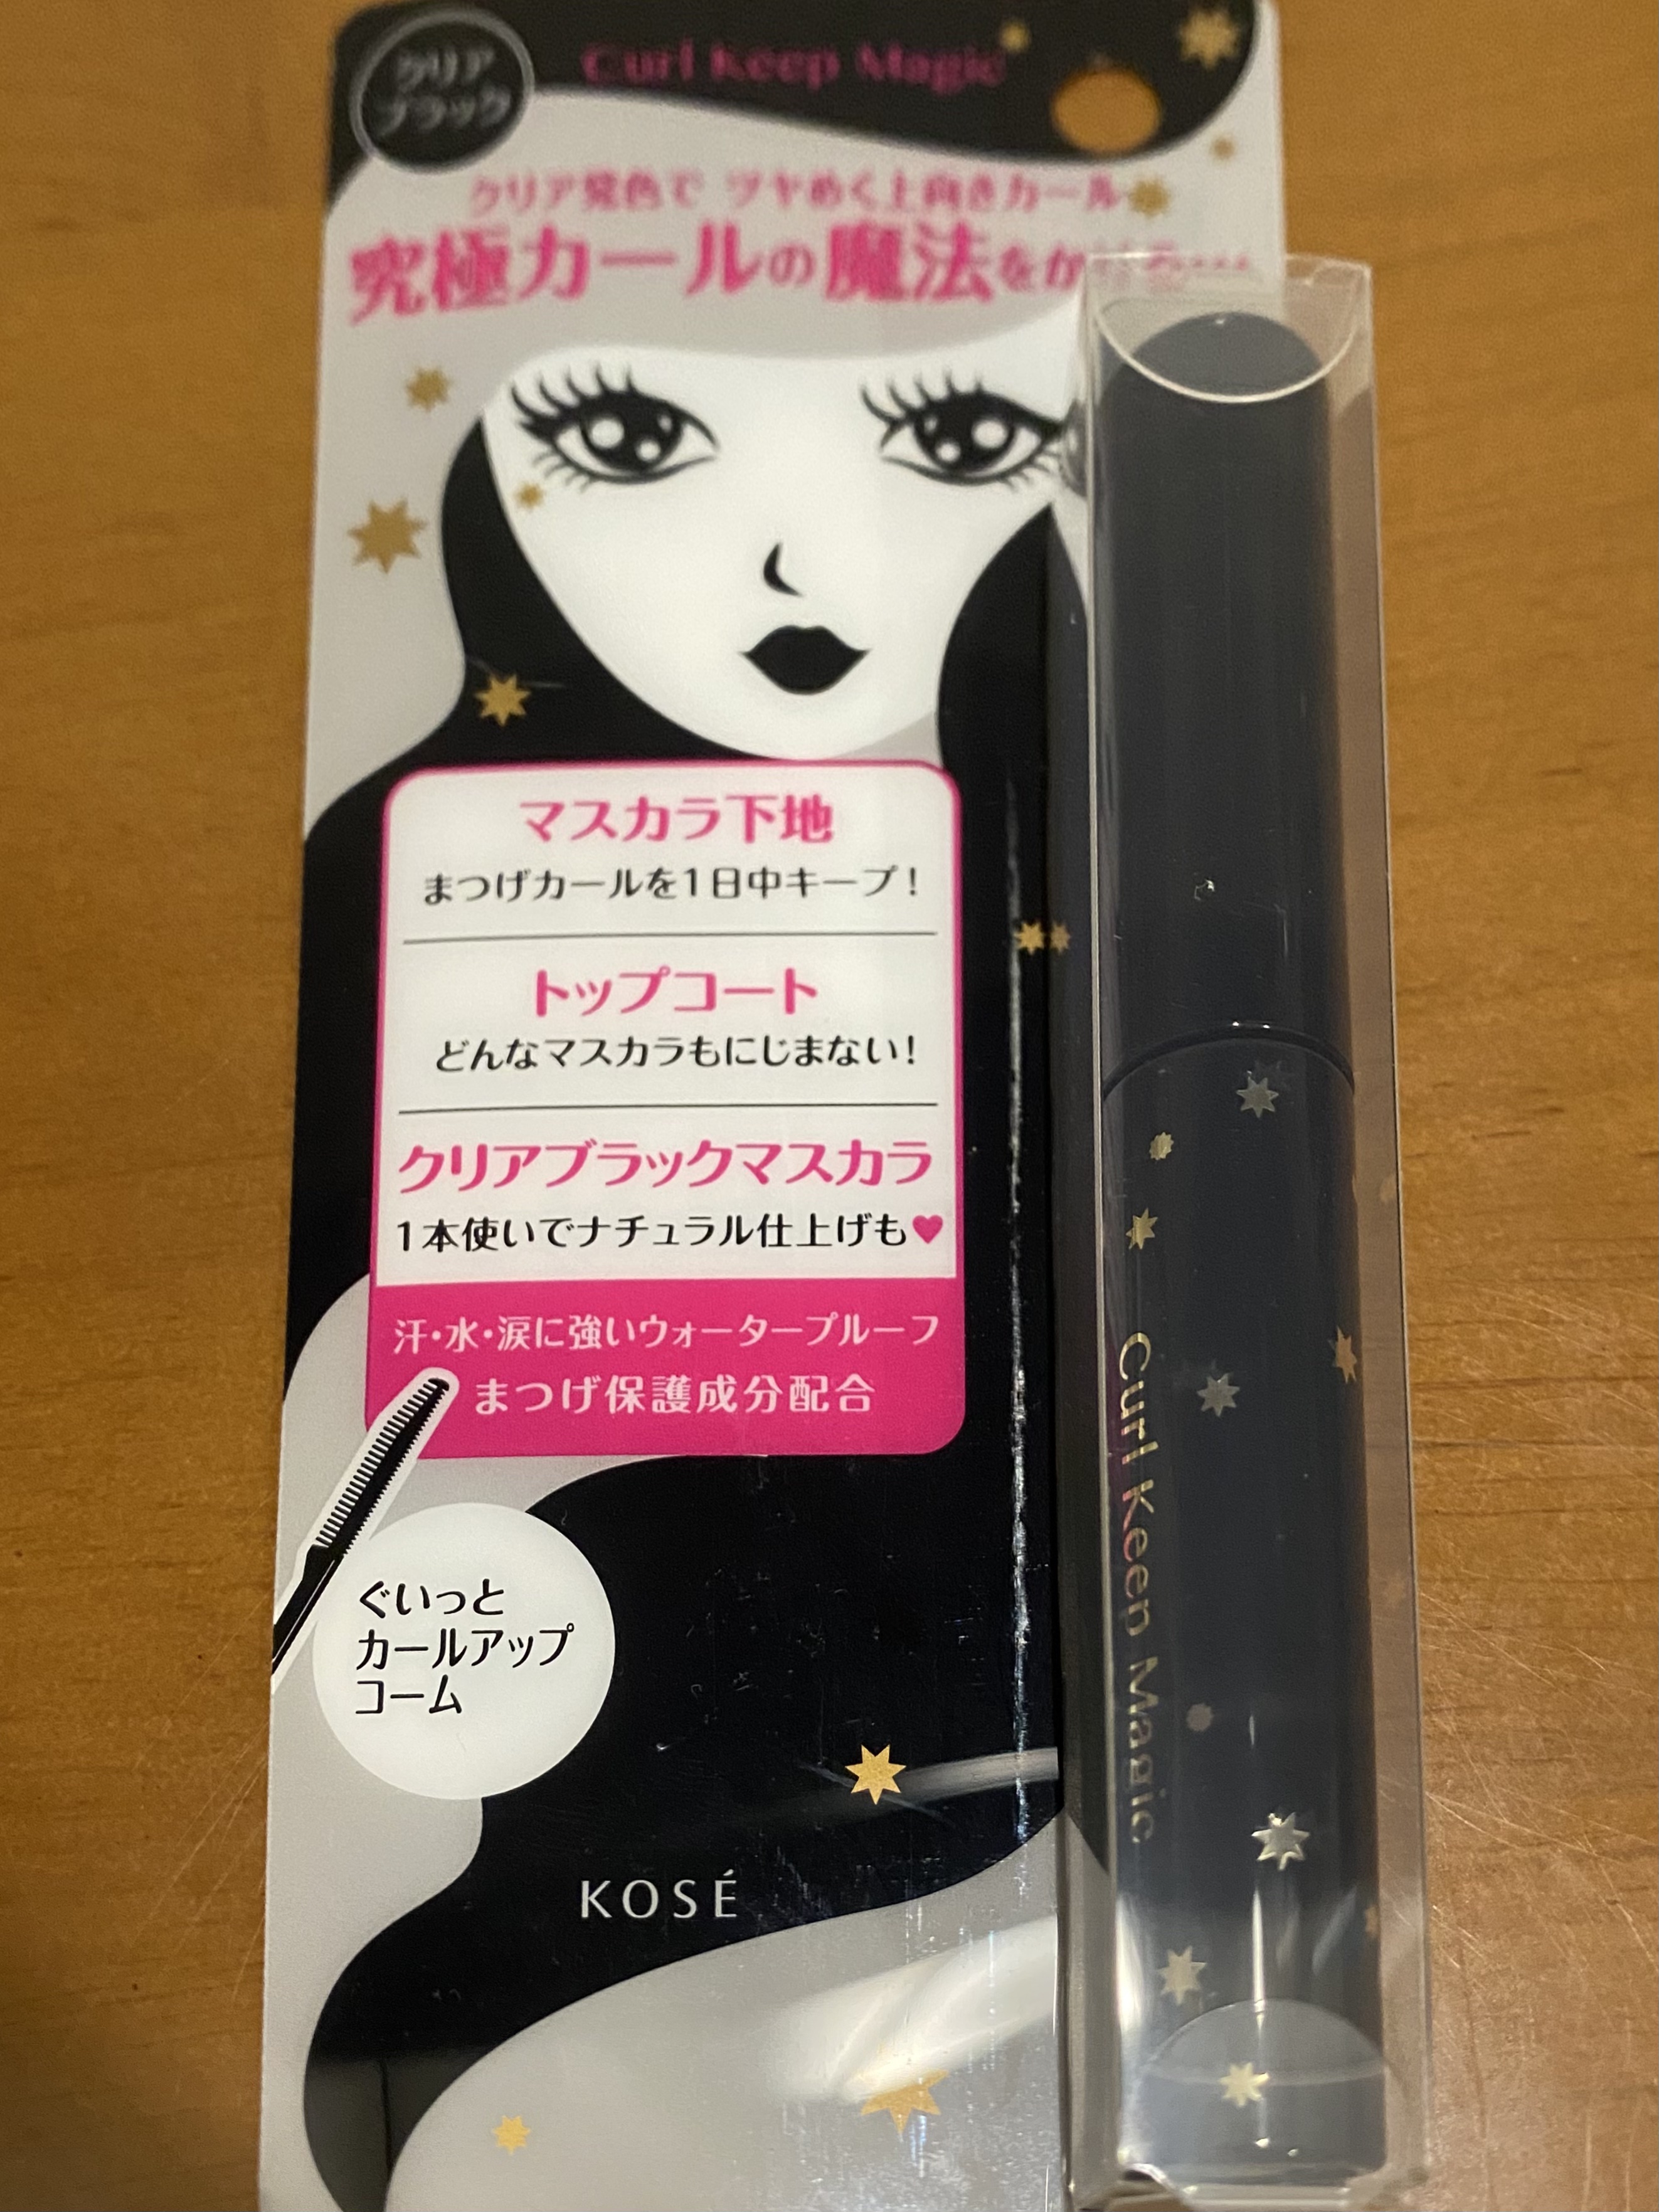 クリア
ブラック
Curl Keep Magic
クリア発色で ツヤめく上向きカール
究極カールの魔法を
マスカラ下地
まつげカールを1日中キープ!
トップコート
どんなマスカラもにじまない!
クリアブラックマスカラ
1本使いでナチュラル仕上げも♥
汗・水・涙に強いウォータープルーフ
まつげ保護成分配合
ぐいっと
カールアップ
コーム
KOSÉ
Curl Keep Magic